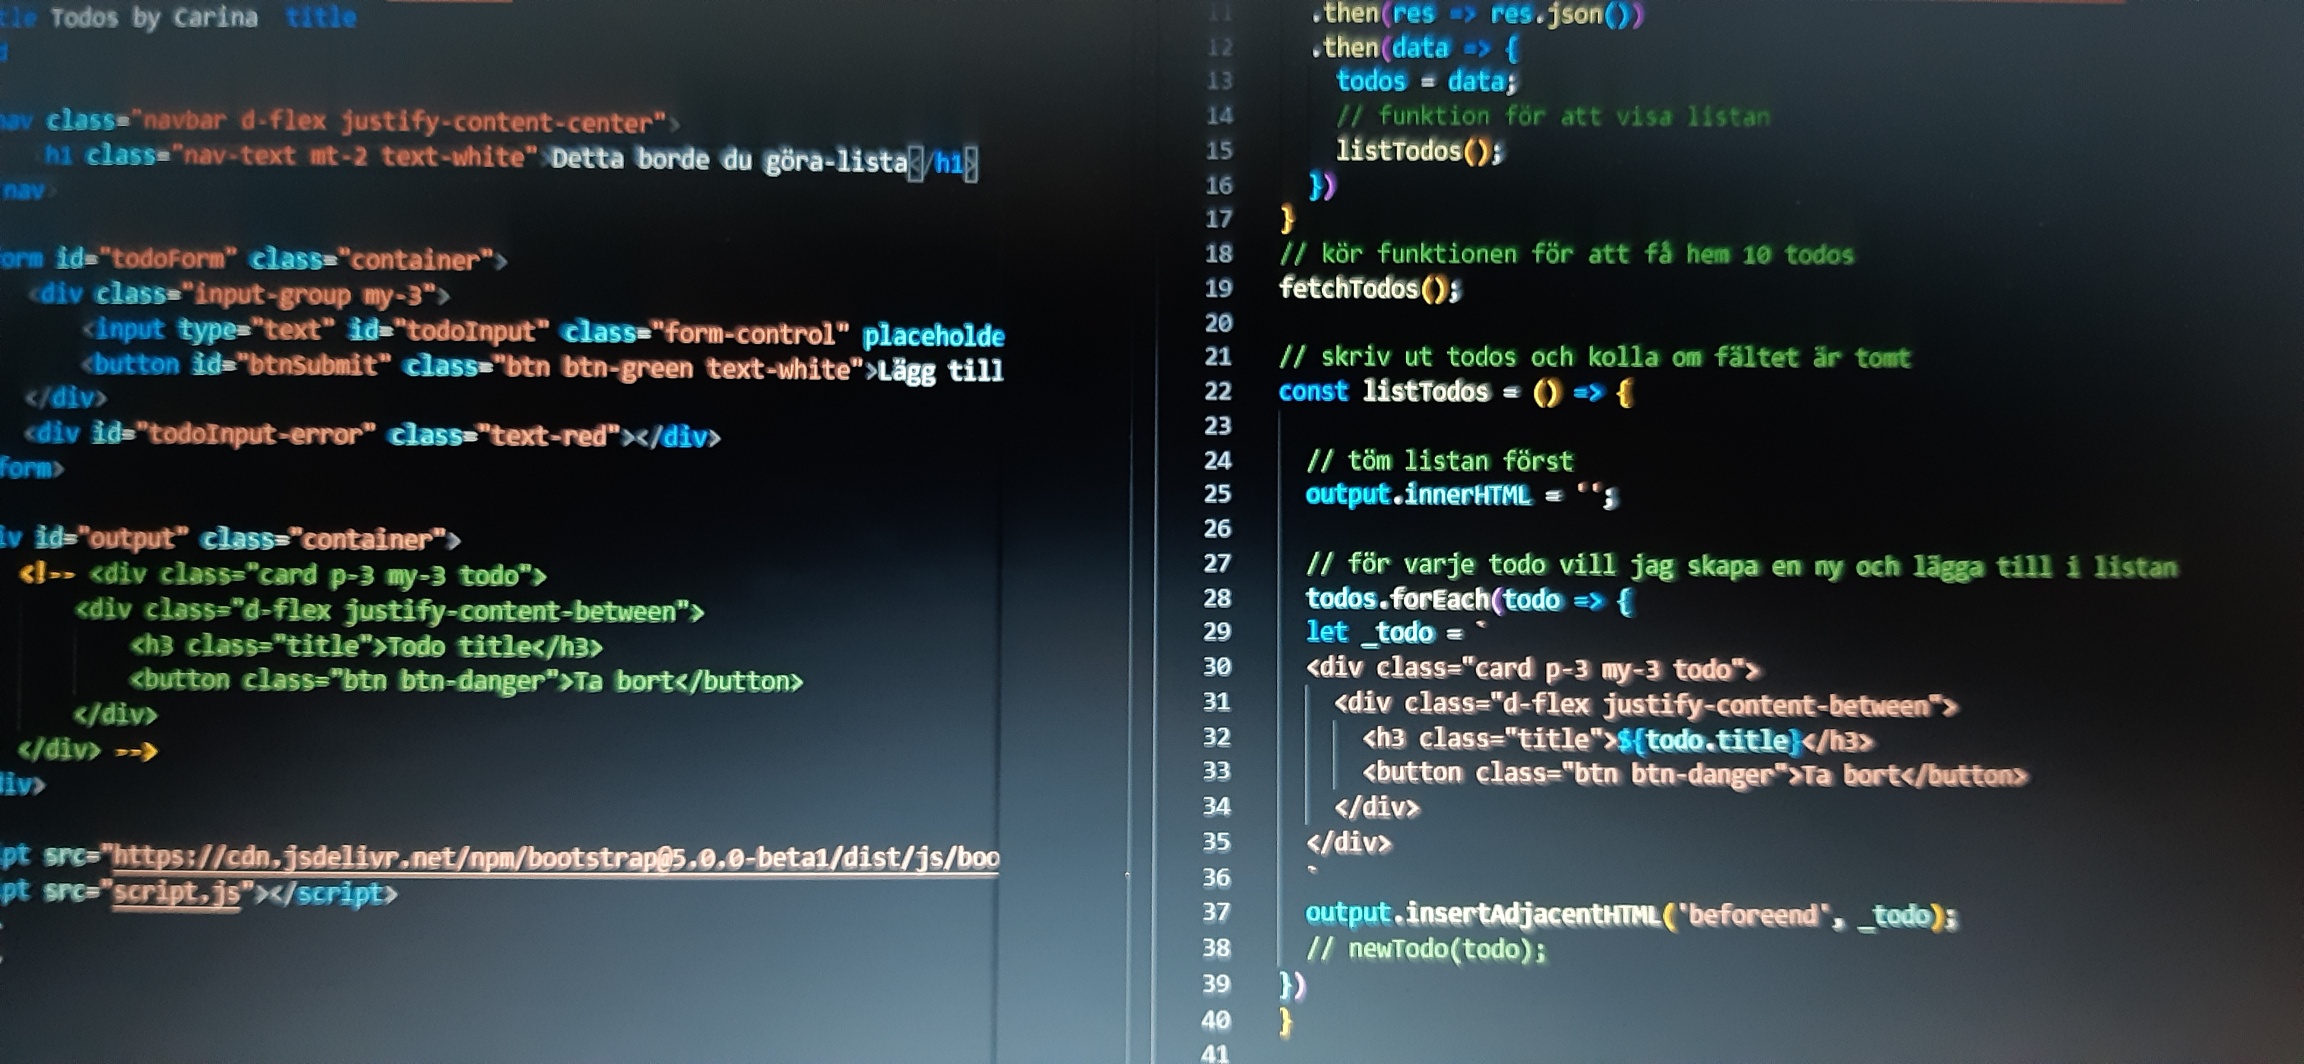 Todos by Carina title
nav class="navbar d-flex justify-content-center">
h1 class="nav-text mt-2 text-white">Detta borde du göra-lista</h1>
nav>
orm id="todoForm" class="container">
<div class="input-group my-3">
<input type="text" id="todoInput" class="form-control" placeholde
<button id="btnSubmit" class="btn btn-green text-white">Lägg till
</div>
<div id="todoInput-error" class="text-red"></div>
form>
iv id="output" class="container">
<!-- <div class="card p-3 my-3 todo">
<div class="d-flex justify-content-between">
<h3 class="title">Todo title</h3>
<button class="btn btn-danger">Ta bort</button>
</div>
</div> -->
div>
pt src="https://cdn.jsdelivr.net/npm/bootstrap@5.0.0-beta1/dist/js/boo
pt src="script.js"></script>
11 .then(res => res.json())
12 .then(data => {
13 todos = data;
14 // funktion för att visa listan
15 listTodos();
16 })
17 }
18 // kör funktionen för att få hem 10 todos
19 fetchTodos();
20
21 // skriv ut todos och kolla om fältet är tomt
22 const listTodos = () => {
23
24 // töm listan först
25 output.innerHTML = '';
26
27 // för varje todo vill jag skapa en ny och lägga till i listan
28 todos.forEach(todo => {
29 let _todo = `
30 <div class="card p-3 my-3 todo">
31 <div class="d-flex justify-content-between">
32 <h3 class="title">${todo.title}</h3>
33 <button class="btn btn-danger">Ta bort</button>
34 </div>
35 </div>
36 `
37 output.insertAdjacentHTML('beforeend', _todo);
38 // newTodo(todo);
39 })
40 }
41